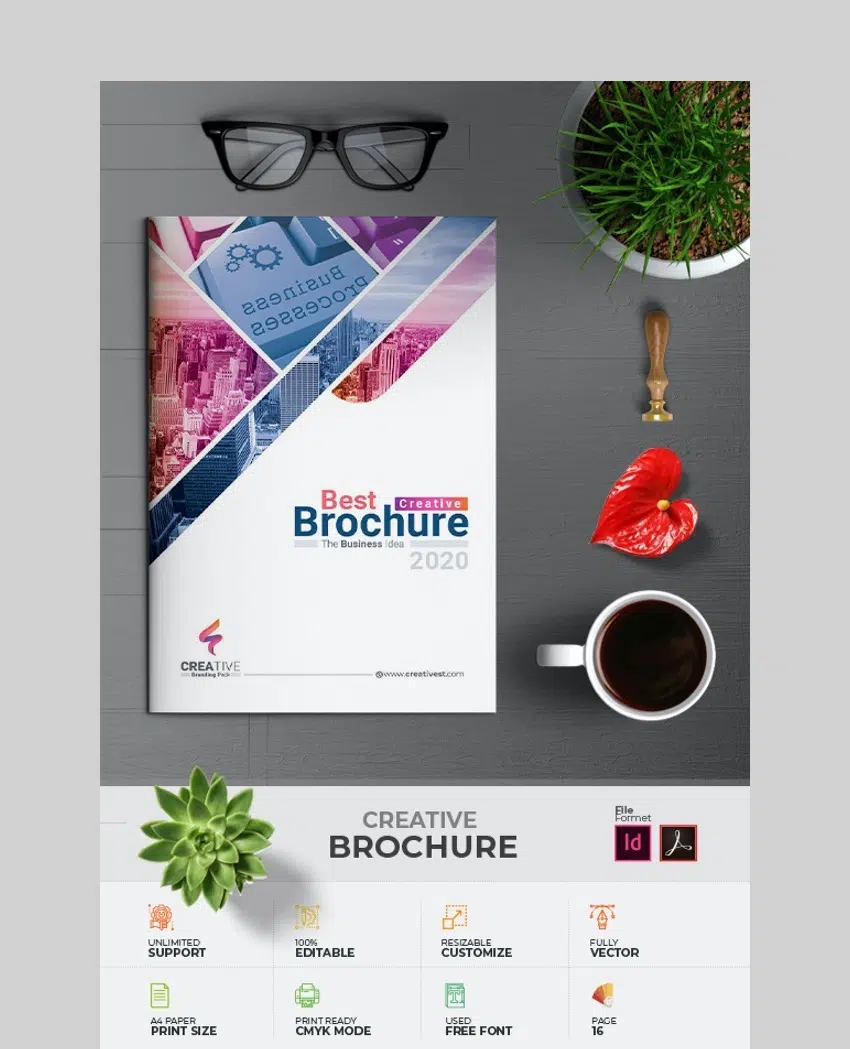 Business
Processes
Best
Creative
Brochure
The Business Idea
2020
CREATIVE
Branding Pack
www.creativest.com
CREATIVE
BROCHURE
File
Formet
Id
UNLIMITED
SUPPORT
100%
EDITABLE
RESIZABLE
CUSTOMIZE
FULLY
VECTOR
A4 PAPER
PRINT SIZE
PRINT READY
CMYK MODE
USED
FREE FONT
PAGE
16